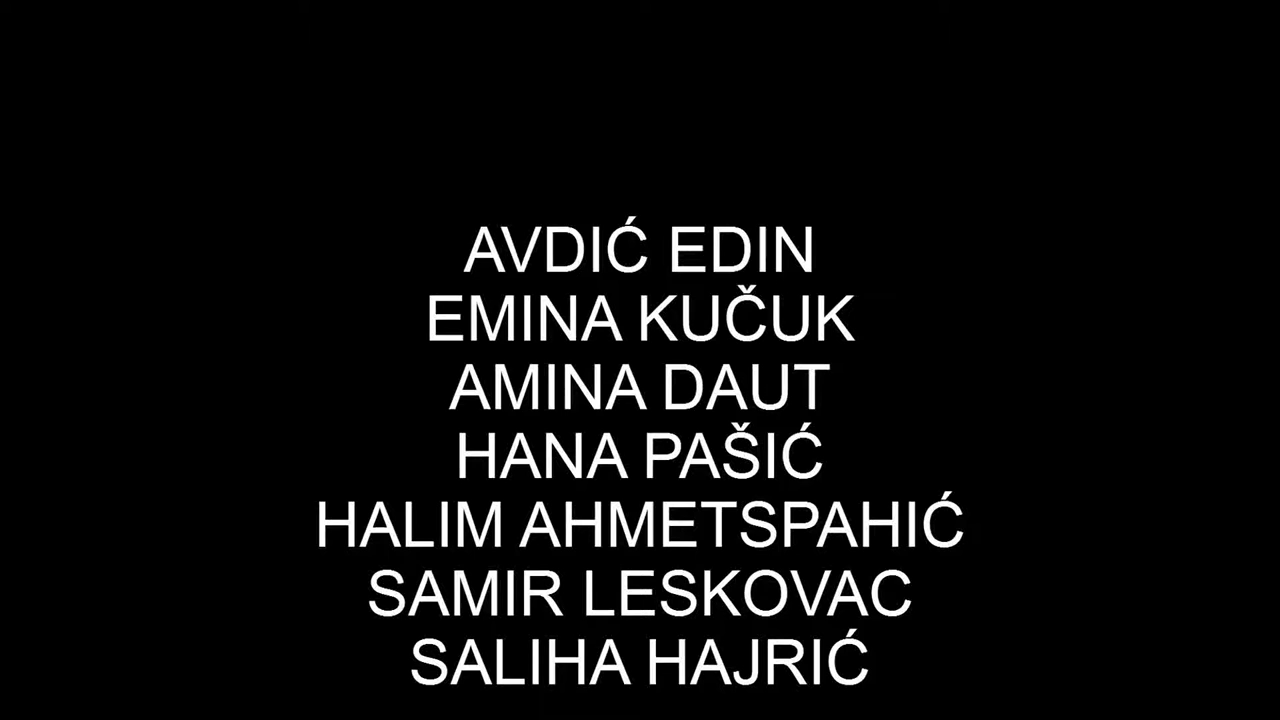 AVDIĆ EDIN
EMINA KUČUK
AMINA DAUT
HANA PAŠIĆ
HALIM AHMETSPAHIĆ
SAMIR LESKOVAC
SALIHA HAJRIĆ